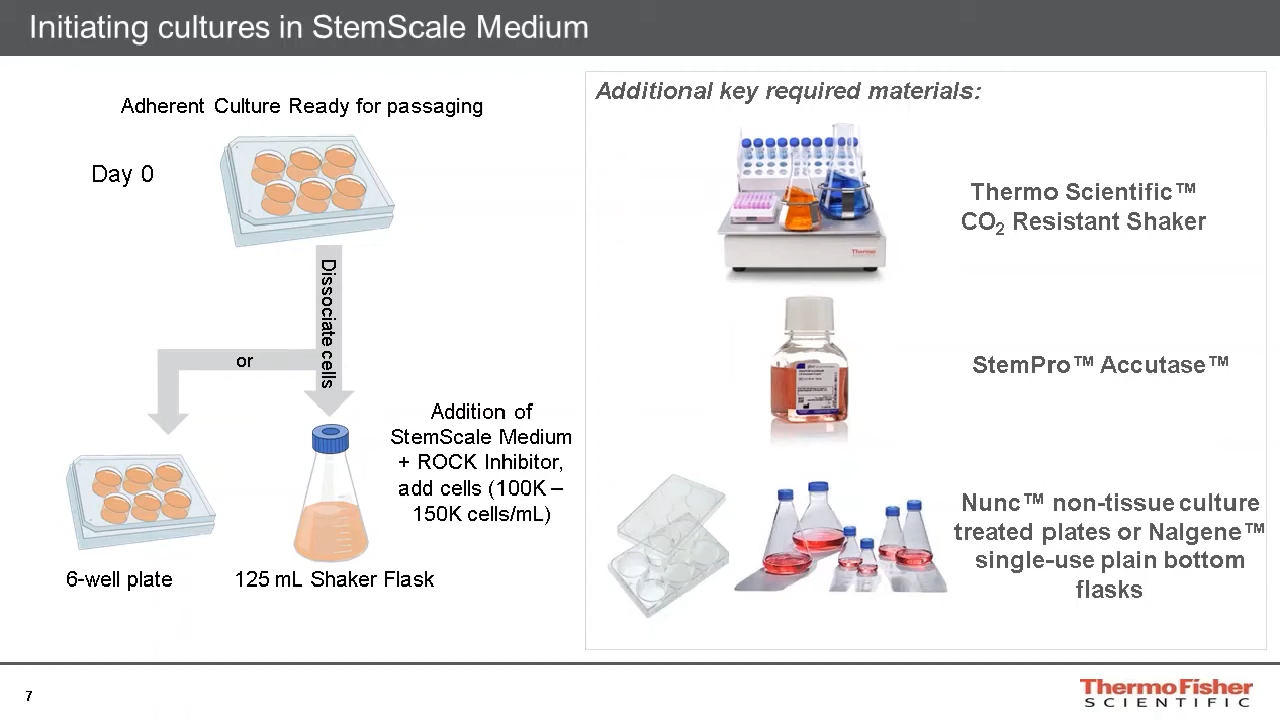 Initiating cultures in StemScale Medium
Adherent Culture Ready for passaging
Day 0
Dissociate cells
or
Addition of
StemScale Medium
+ ROCK Inhibitor,
add cells (100K –
150K cells/mL)
6-well plate
125 mL Shaker Flask
Additional key required materials:
Thermo
Thermo Scientific™
CO₂ Resistant Shaker
StemPro™ Accutase™
Nunc™ non-tissue culture
treated plates or Nalgene™
single-use plain bottom
flasks
7
ThermoFisher
SCIENTIFIC